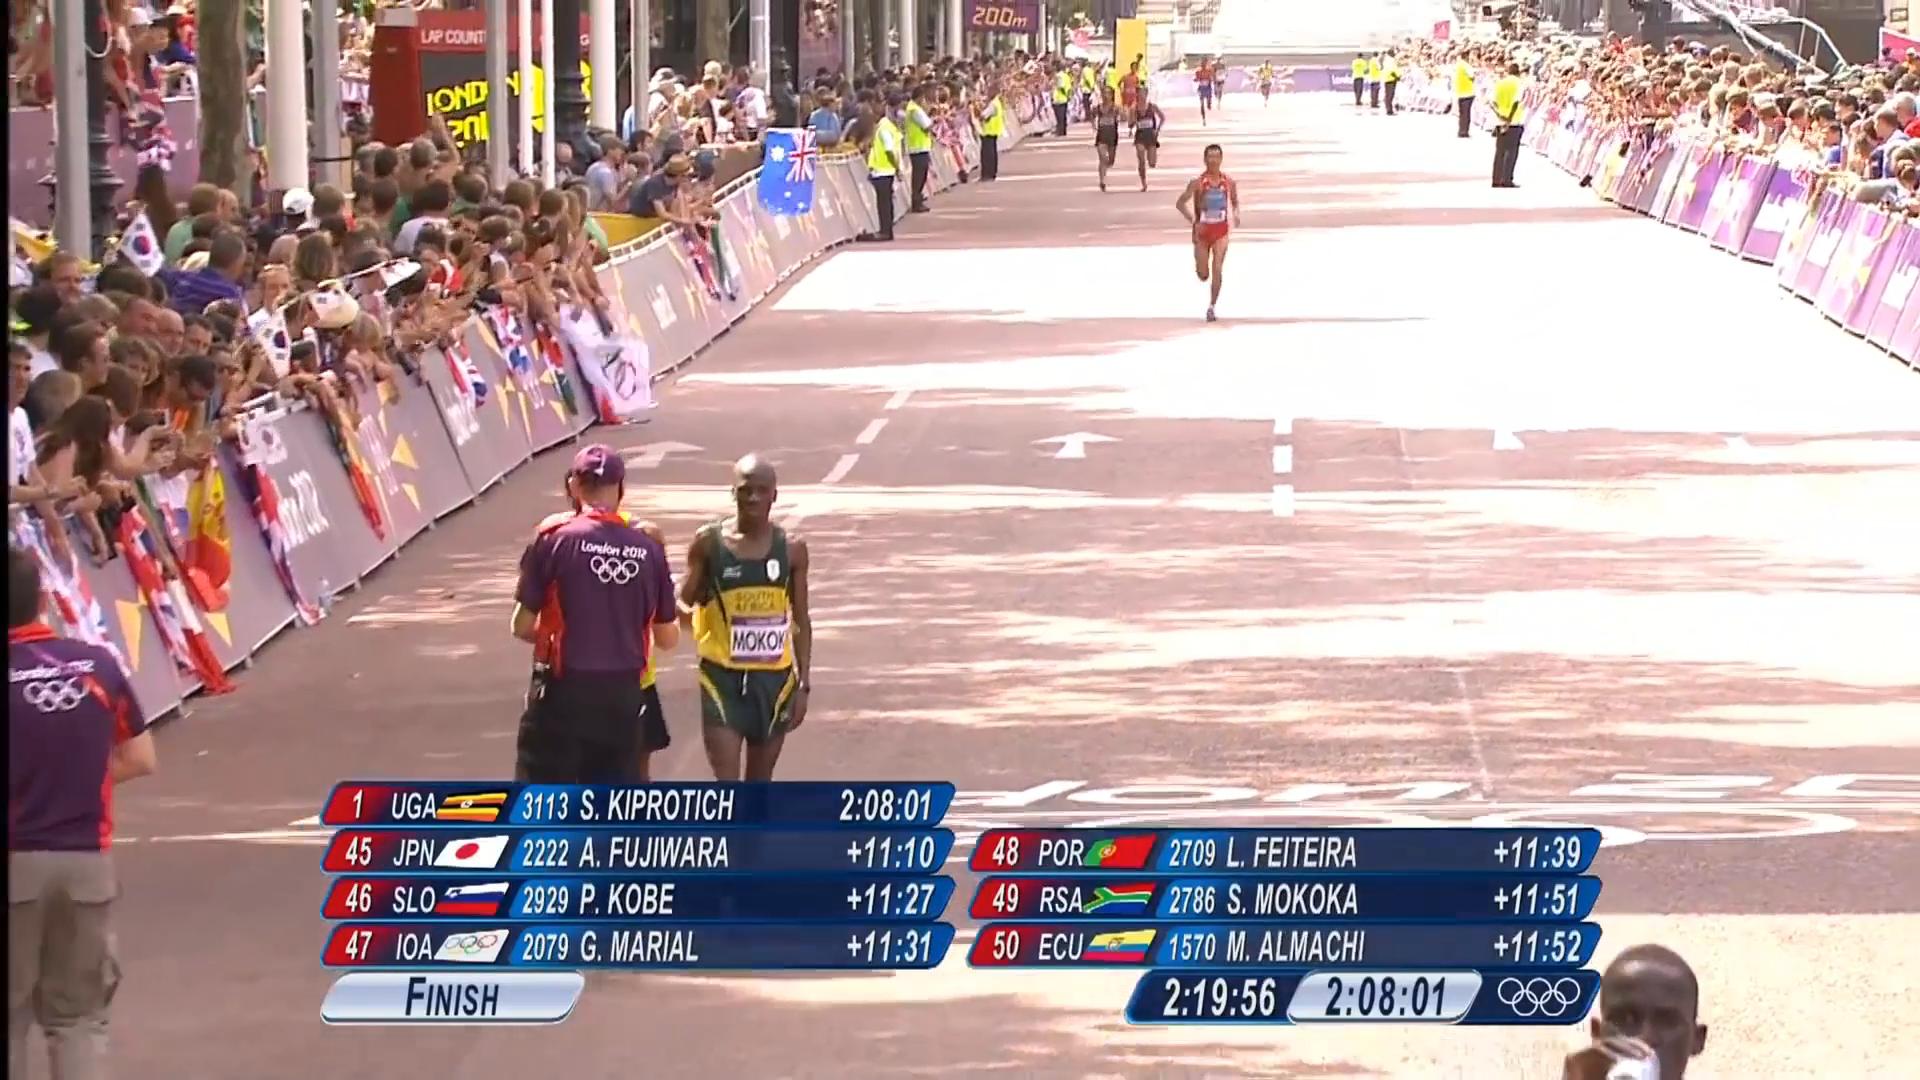 200m
LAP COUNT
LONDON
201
London 2012
London 2012
SOUTH
AFRICA
MOKOK
1 UGA 3113 S. KIPROTICH 2:08:01
45 JPN 2222 A. FUJIWARA +11:10
46 SLO 2929 P. KOBE +11:27
47 IOA 2079 G. MARIAL +11:31
48 POR 2709 L. FEITEIRA +11:39
49 RSA 2786 S. MOKOKA +11:51
50 ECU 1570 M. ALMACHI +11:52
FINISH
2:19:56 2:08:01